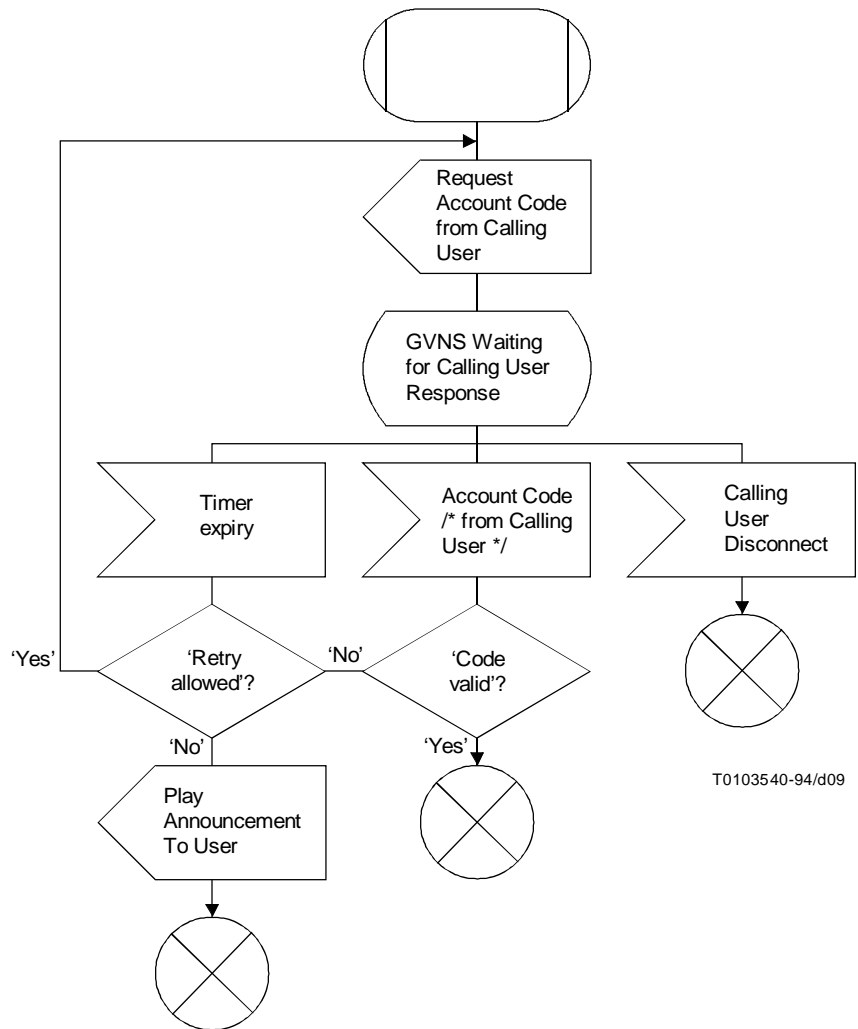 Request
Account Code
from Calling
User
GVNS Waiting
for Calling User
Response
Timer
expiry
Account Code
/* from Calling
User */
Calling
User
Disconnect
‘Yes’
‘Retry
allowed’?
‘No’
‘Code
valid’?
‘No’
‘Yes’
Play
Announcement
To User
T0103540-94/d09